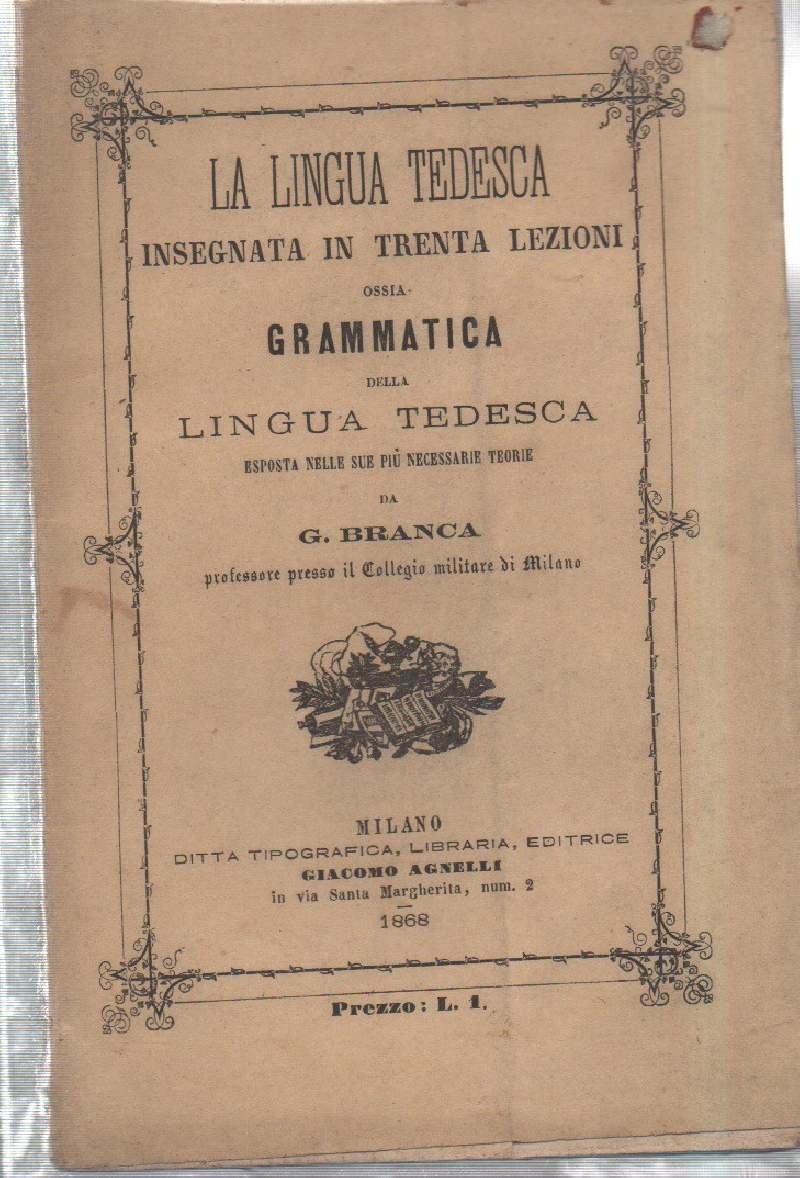 LA LINGUA TEDESCA
INSEGNATA IN TRENTA LEZIONI
OSSIA
GRAMMATICA
DELLA
LINGUA TEDESCA
ESPOSTA NELLE SUE PIÙ NECESSARIE TEORIE
DA
G. BRANCA
professore presso il Collegio militare di Milano
MILANO
DITTA TIPOGRAFICA, LIBRARIA, EDITRICE
GIACOMO AGNELLI
in via Santa Margherita, num. 2
1868
Prezzo: L. 1.